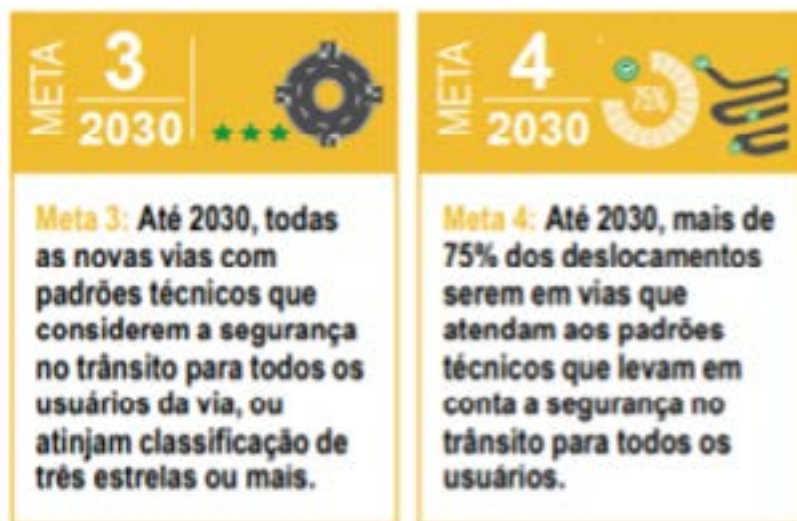 META
3
2030
Meta 3: Até 2030, todas
as novas vias com
padrões técnicos que
considerem a segurança
no trânsito para todos os
usuários da via, ou
atinjam classificação de
três estrelas ou mais.
META
4
2030
75%
Meta 4: Até 2030, mais de
75% dos deslocamentos
serem em vias que
atendam aos padrões
técnicos que levam em
conta a segurança no
trânsito para todos os
usuários.